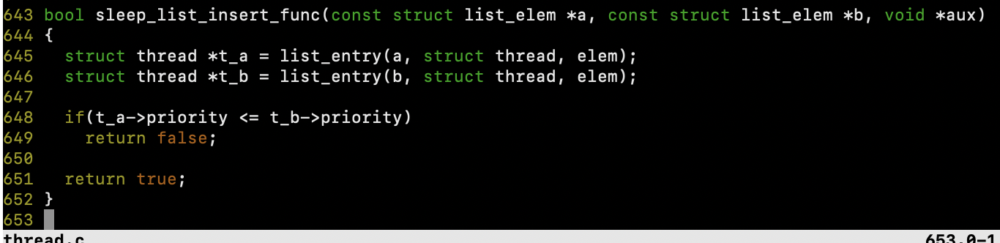 643 bool sleep_list_insert_func(const struct list_elem *a, const struct list_elem *b, void *aux)
644 {
645   struct thread *t_a = list_entry(a, struct thread, elem);
646   struct thread *t_b = list_entry(b, struct thread, elem);
647
648   if(t_a->priority <= t_b->priority)
649     return false;
650
651   return true;
652 }
653
thread.c 653,0-1